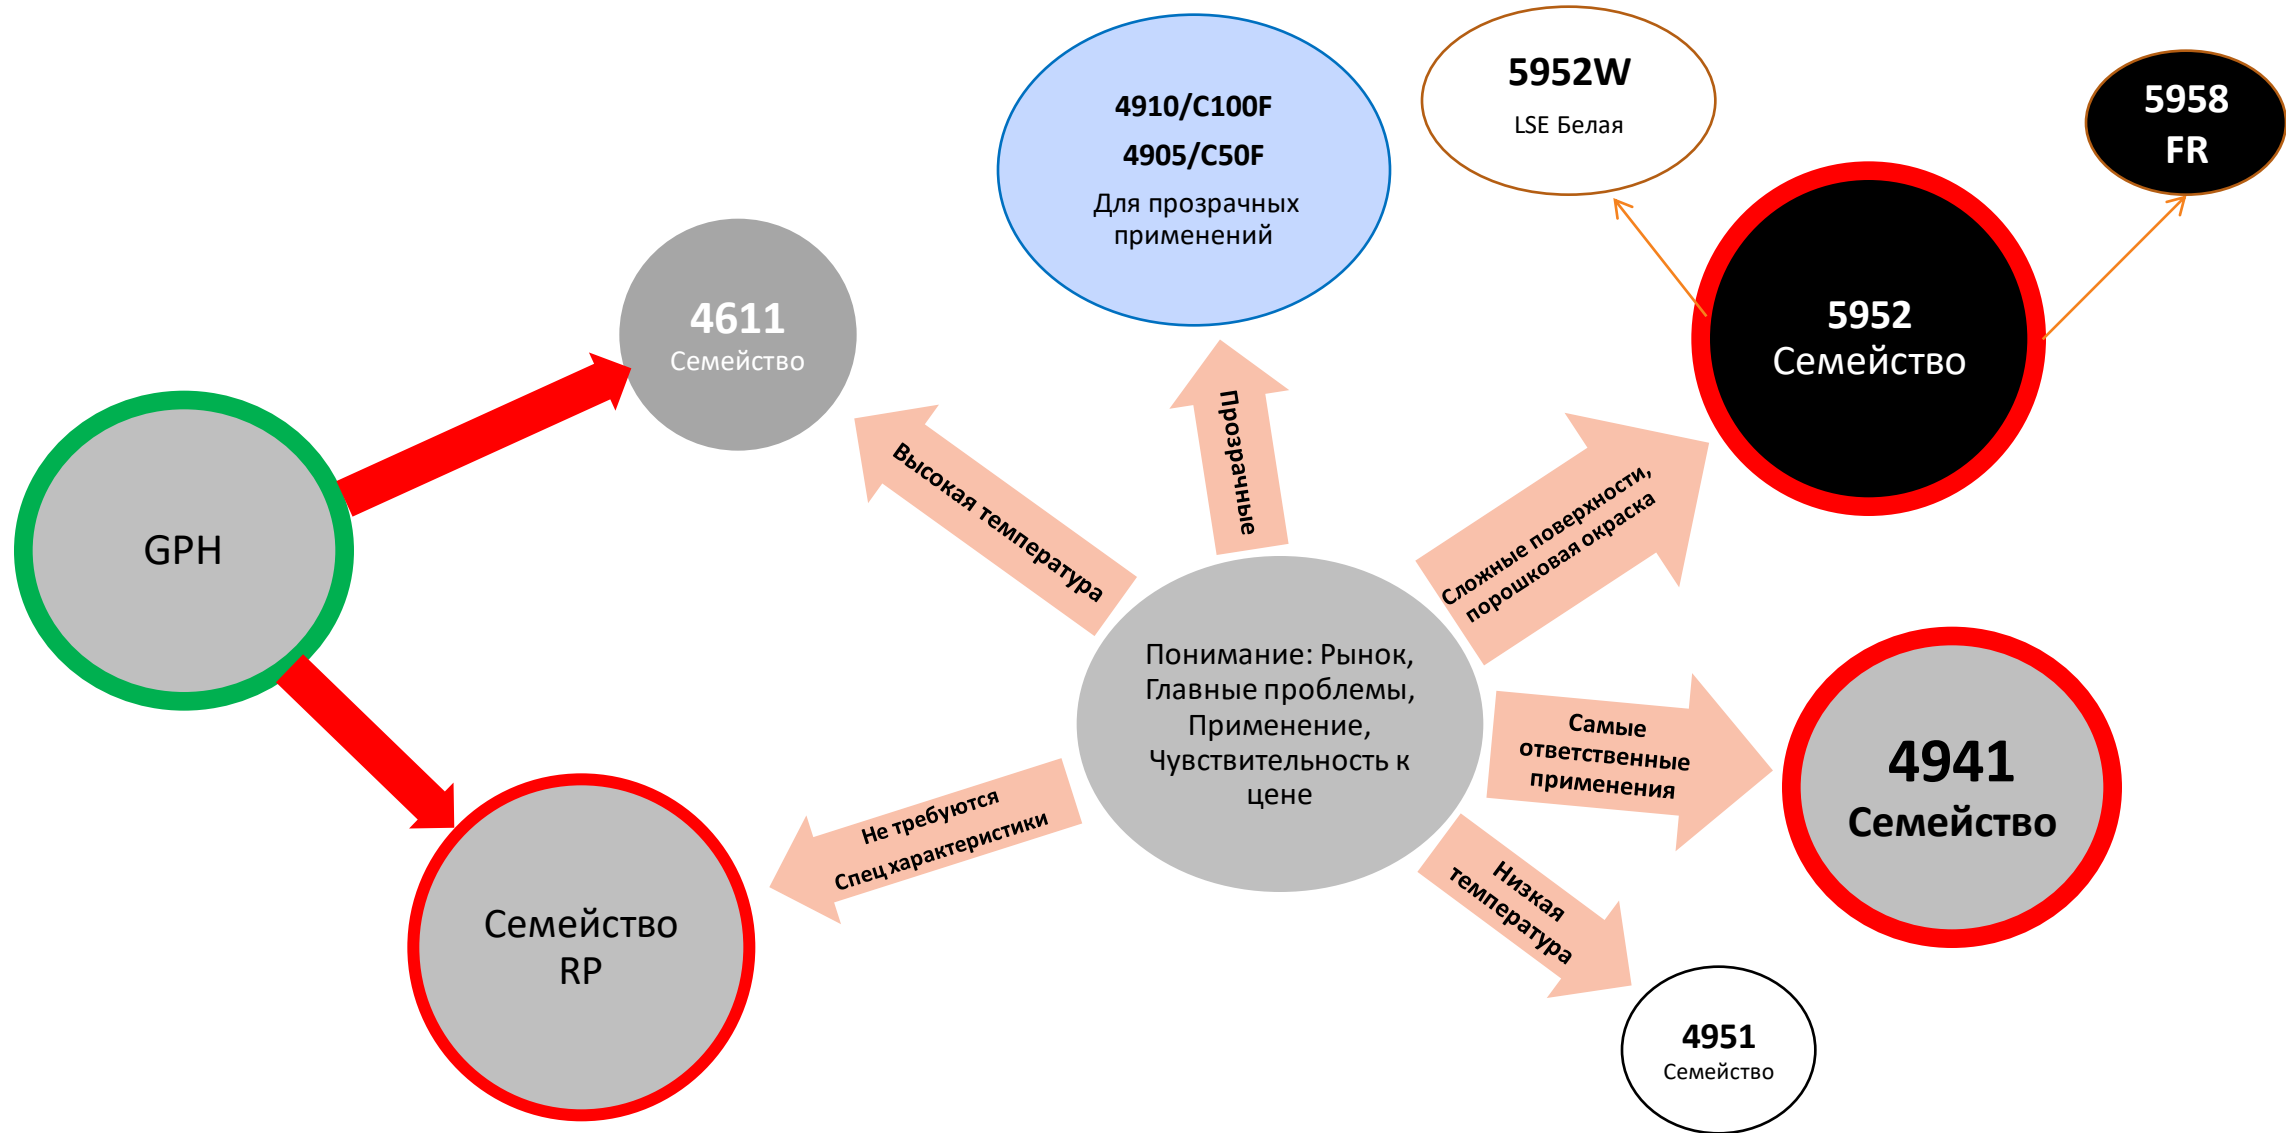 4910/C100F
4905/C50F
Для прозрачных
применений
5952W
LSE Белая
5958
FR
4611
Семейство
5952
Семейство
GPH
Высокая температура
Прозрачные
Сложные поверхности,
порошковая окраска
Понимание: Рынок,
Главные проблемы,
Применение,
Чувствительность к
цене
Самые
ответственные
применения
4941
Семейство
Не требуются
Спец характеристики
Низкая
температура
Семейство
RP
4951
Семейство